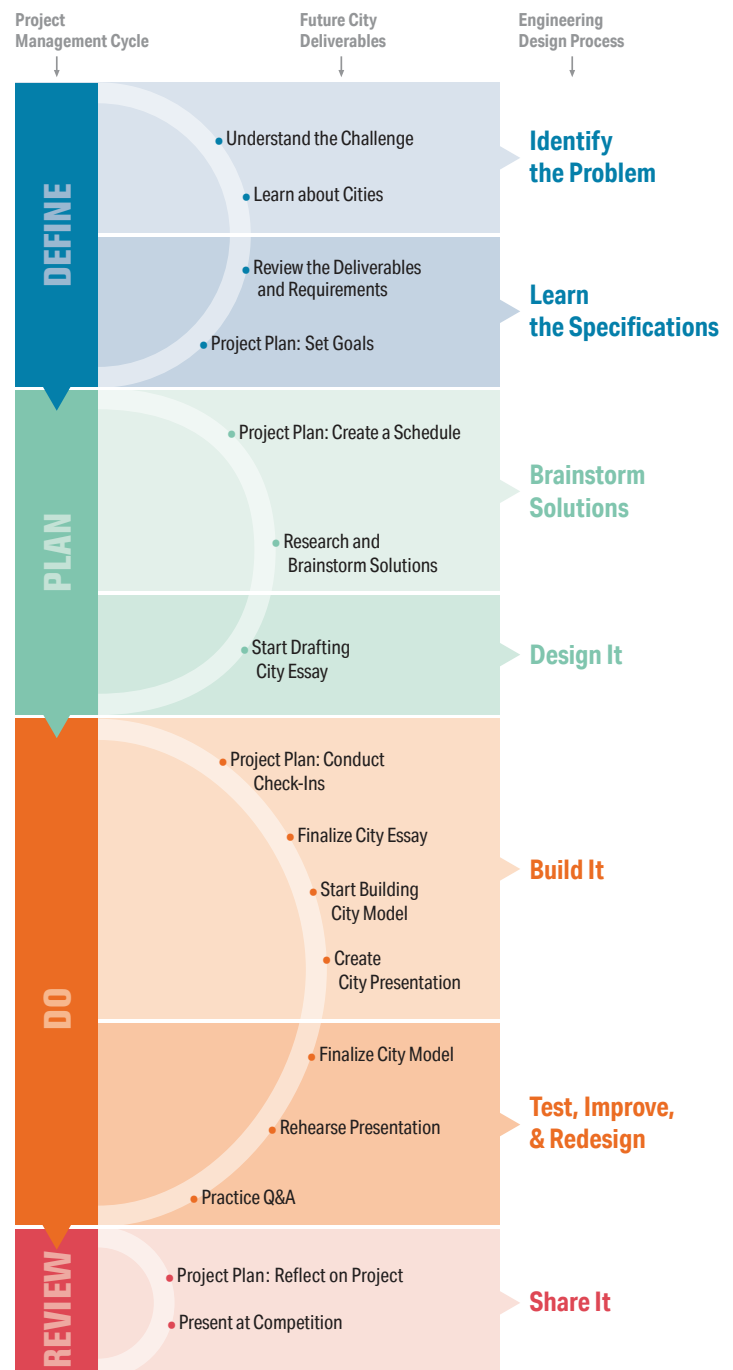 Project
Management Cycle
Future City
Deliverables
Engineering
Design Process
DEFINE
Understand the Challenge
Learn about Cities
Identify
the Problem
Review the Deliverables
and Requirements
Project Plan: Set Goals
Learn
the Specifications
PLAN
Project Plan: Create a Schedule
Research and
Brainstorm Solutions
Brainstorm
Solutions
Start Drafting
City Essay
Design It
DO
Project Plan: Conduct
Check-Ins
Finalize City Essay
Start Building
City Model
Create
City Presentation
Build It
Finalize City Model
Rehearse Presentation
Practice Q&A
Test, Improve,
& Redesign
REVIEW
Project Plan: Reflect on Project
Present at Competition
Share It